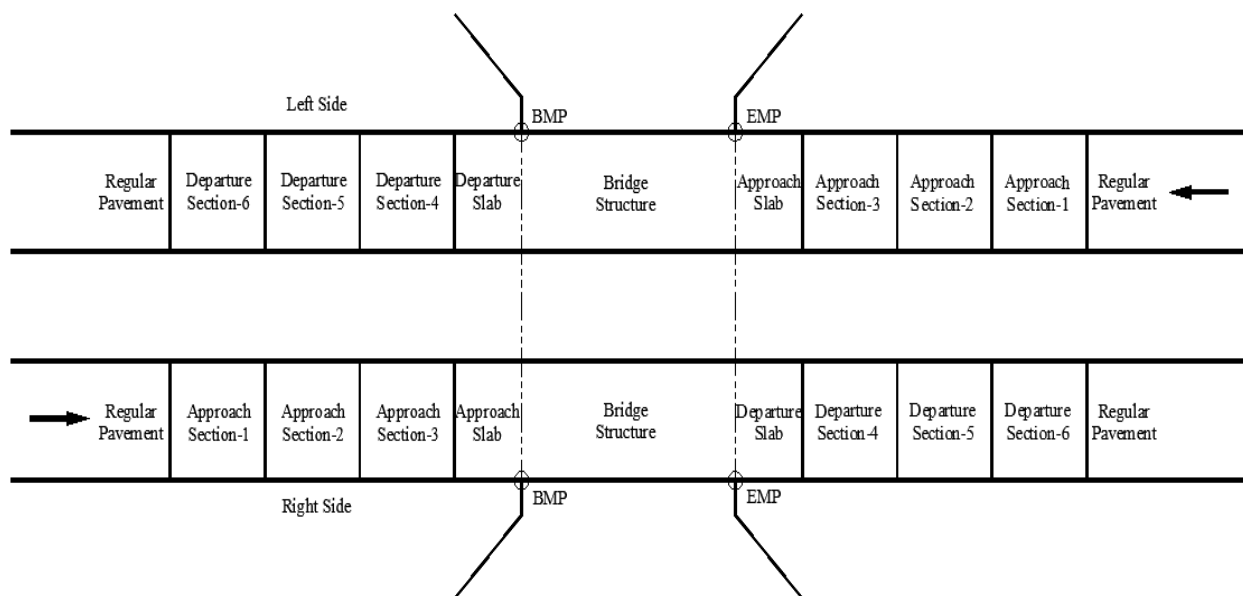 Left Side
BMP
EMP
Regular
Pavement
Departure
Section-6
Departure
Section-5
Departure
Section-4
Departure
Slab
Bridge
Structure
Approach
Slab
Approach
Section-3
Approach
Section-2
Approach
Section-1
Regular
Pavement
Regular
Pavement
Approach
Section-1
Approach
Section-2
Approach
Section-3
Approach
Slab
Bridge
Structure
Departure
Slab
Departure
Section-4
Departure
Section-5
Departure
Section-6
Regular
Pavement
Right Side
BMP
EMP